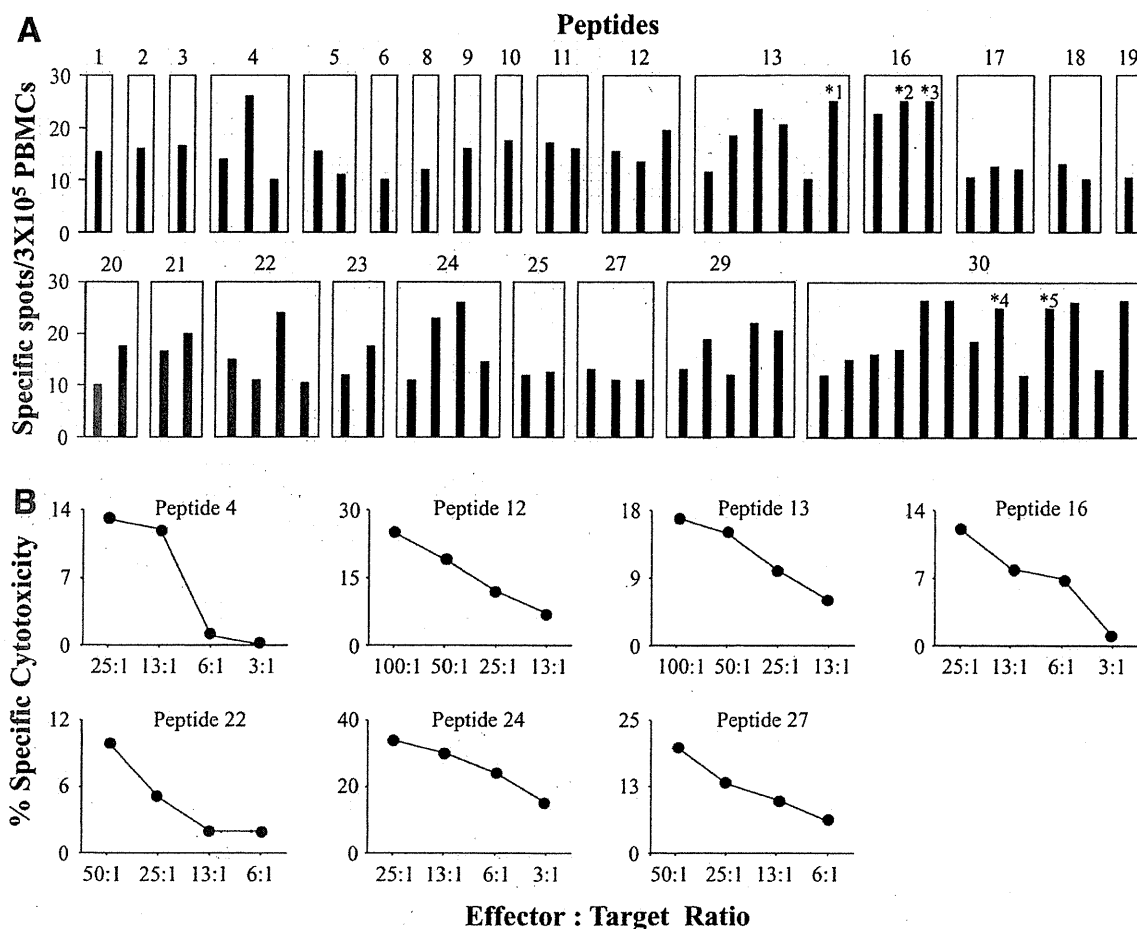 A
Peptides
1 2 3 4 5 6 8 9 10 11 12 13 16 17 18 19
30
20
10
0
*1 *2 *3
Specific spots/3X10⁵ PBMCs
20 21 22 23 24 25 27 29 30
30
20
10
0
*4 *5
B
% Specific Cytotoxicity
Peptide 4
14
7
0
25:1 13:1 6:1 3:1
Peptide 12
30
15
0
100:1 50:1 25:1 13:1
Peptide 13
18
9
0
100:1 50:1 25:1 13:1
Peptide 16
14
7
0
25:1 13:1 6:1 3:1
Peptide 22
12
6
0
50:1 25:1 13:1 6:1
Peptide 24
40
20
0
25:1 13:1 6:1 3:1
Peptide 27
25
13
0
50:1 25:1 13:1 6:1
Effector : Target Ratio